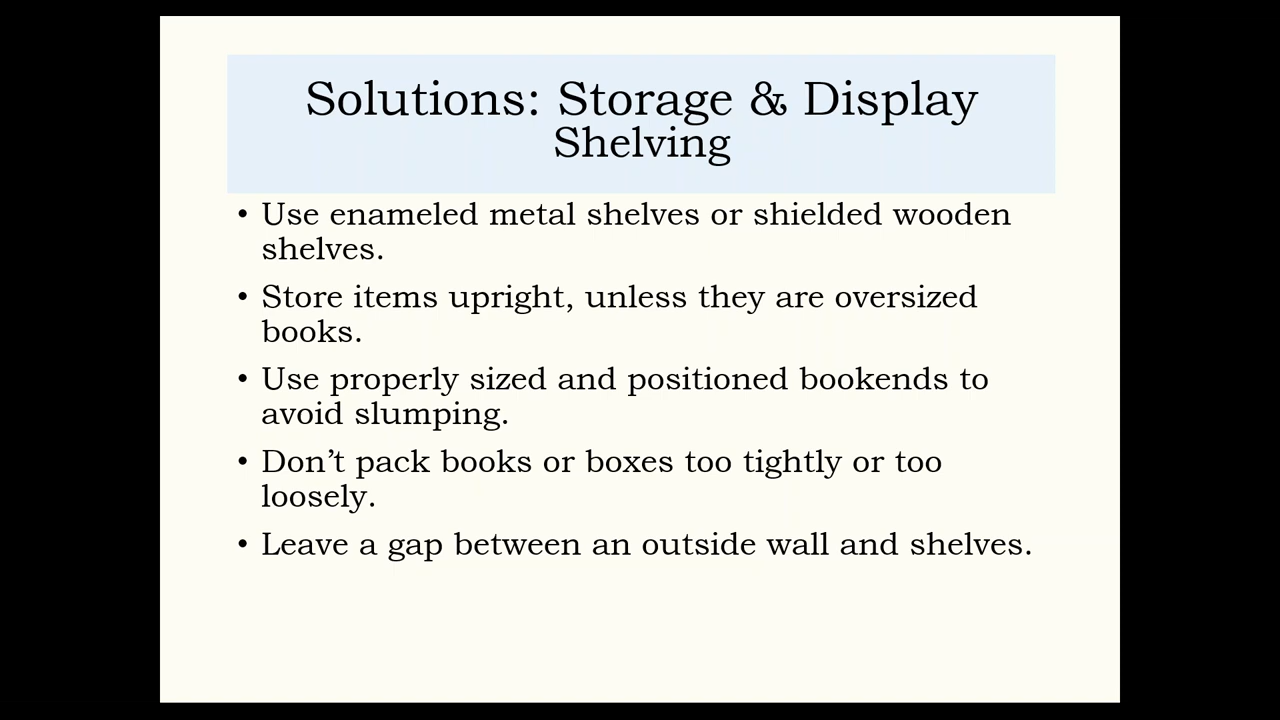 Solutions: Storage & Display
Shelving
• Use enameled metal shelves or shielded wooden
shelves.
• Store items upright, unless they are oversized
books.
• Use properly sized and positioned bookends to
avoid slumping.
• Don’t pack books or boxes too tightly or too
loosely.
• Leave a gap between an outside wall and shelves.